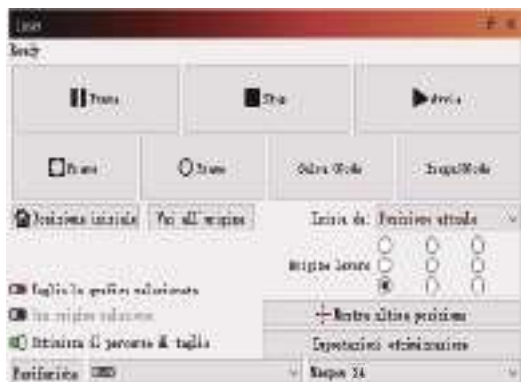 Laser
Ready
Pausa
Stop
Avvia
Frame
Frame
Salva GCode
Esegui GCode
Posizione iniziale
Vai all'origine
Inizia da: Posizione attuale
Origine lavoro
Taglia la grafica selezionata
Usa origine selezione
Ottimizza il percorso di taglio
Mostra ultima posizione
Impostazioni ottimizzazione
Periferiche